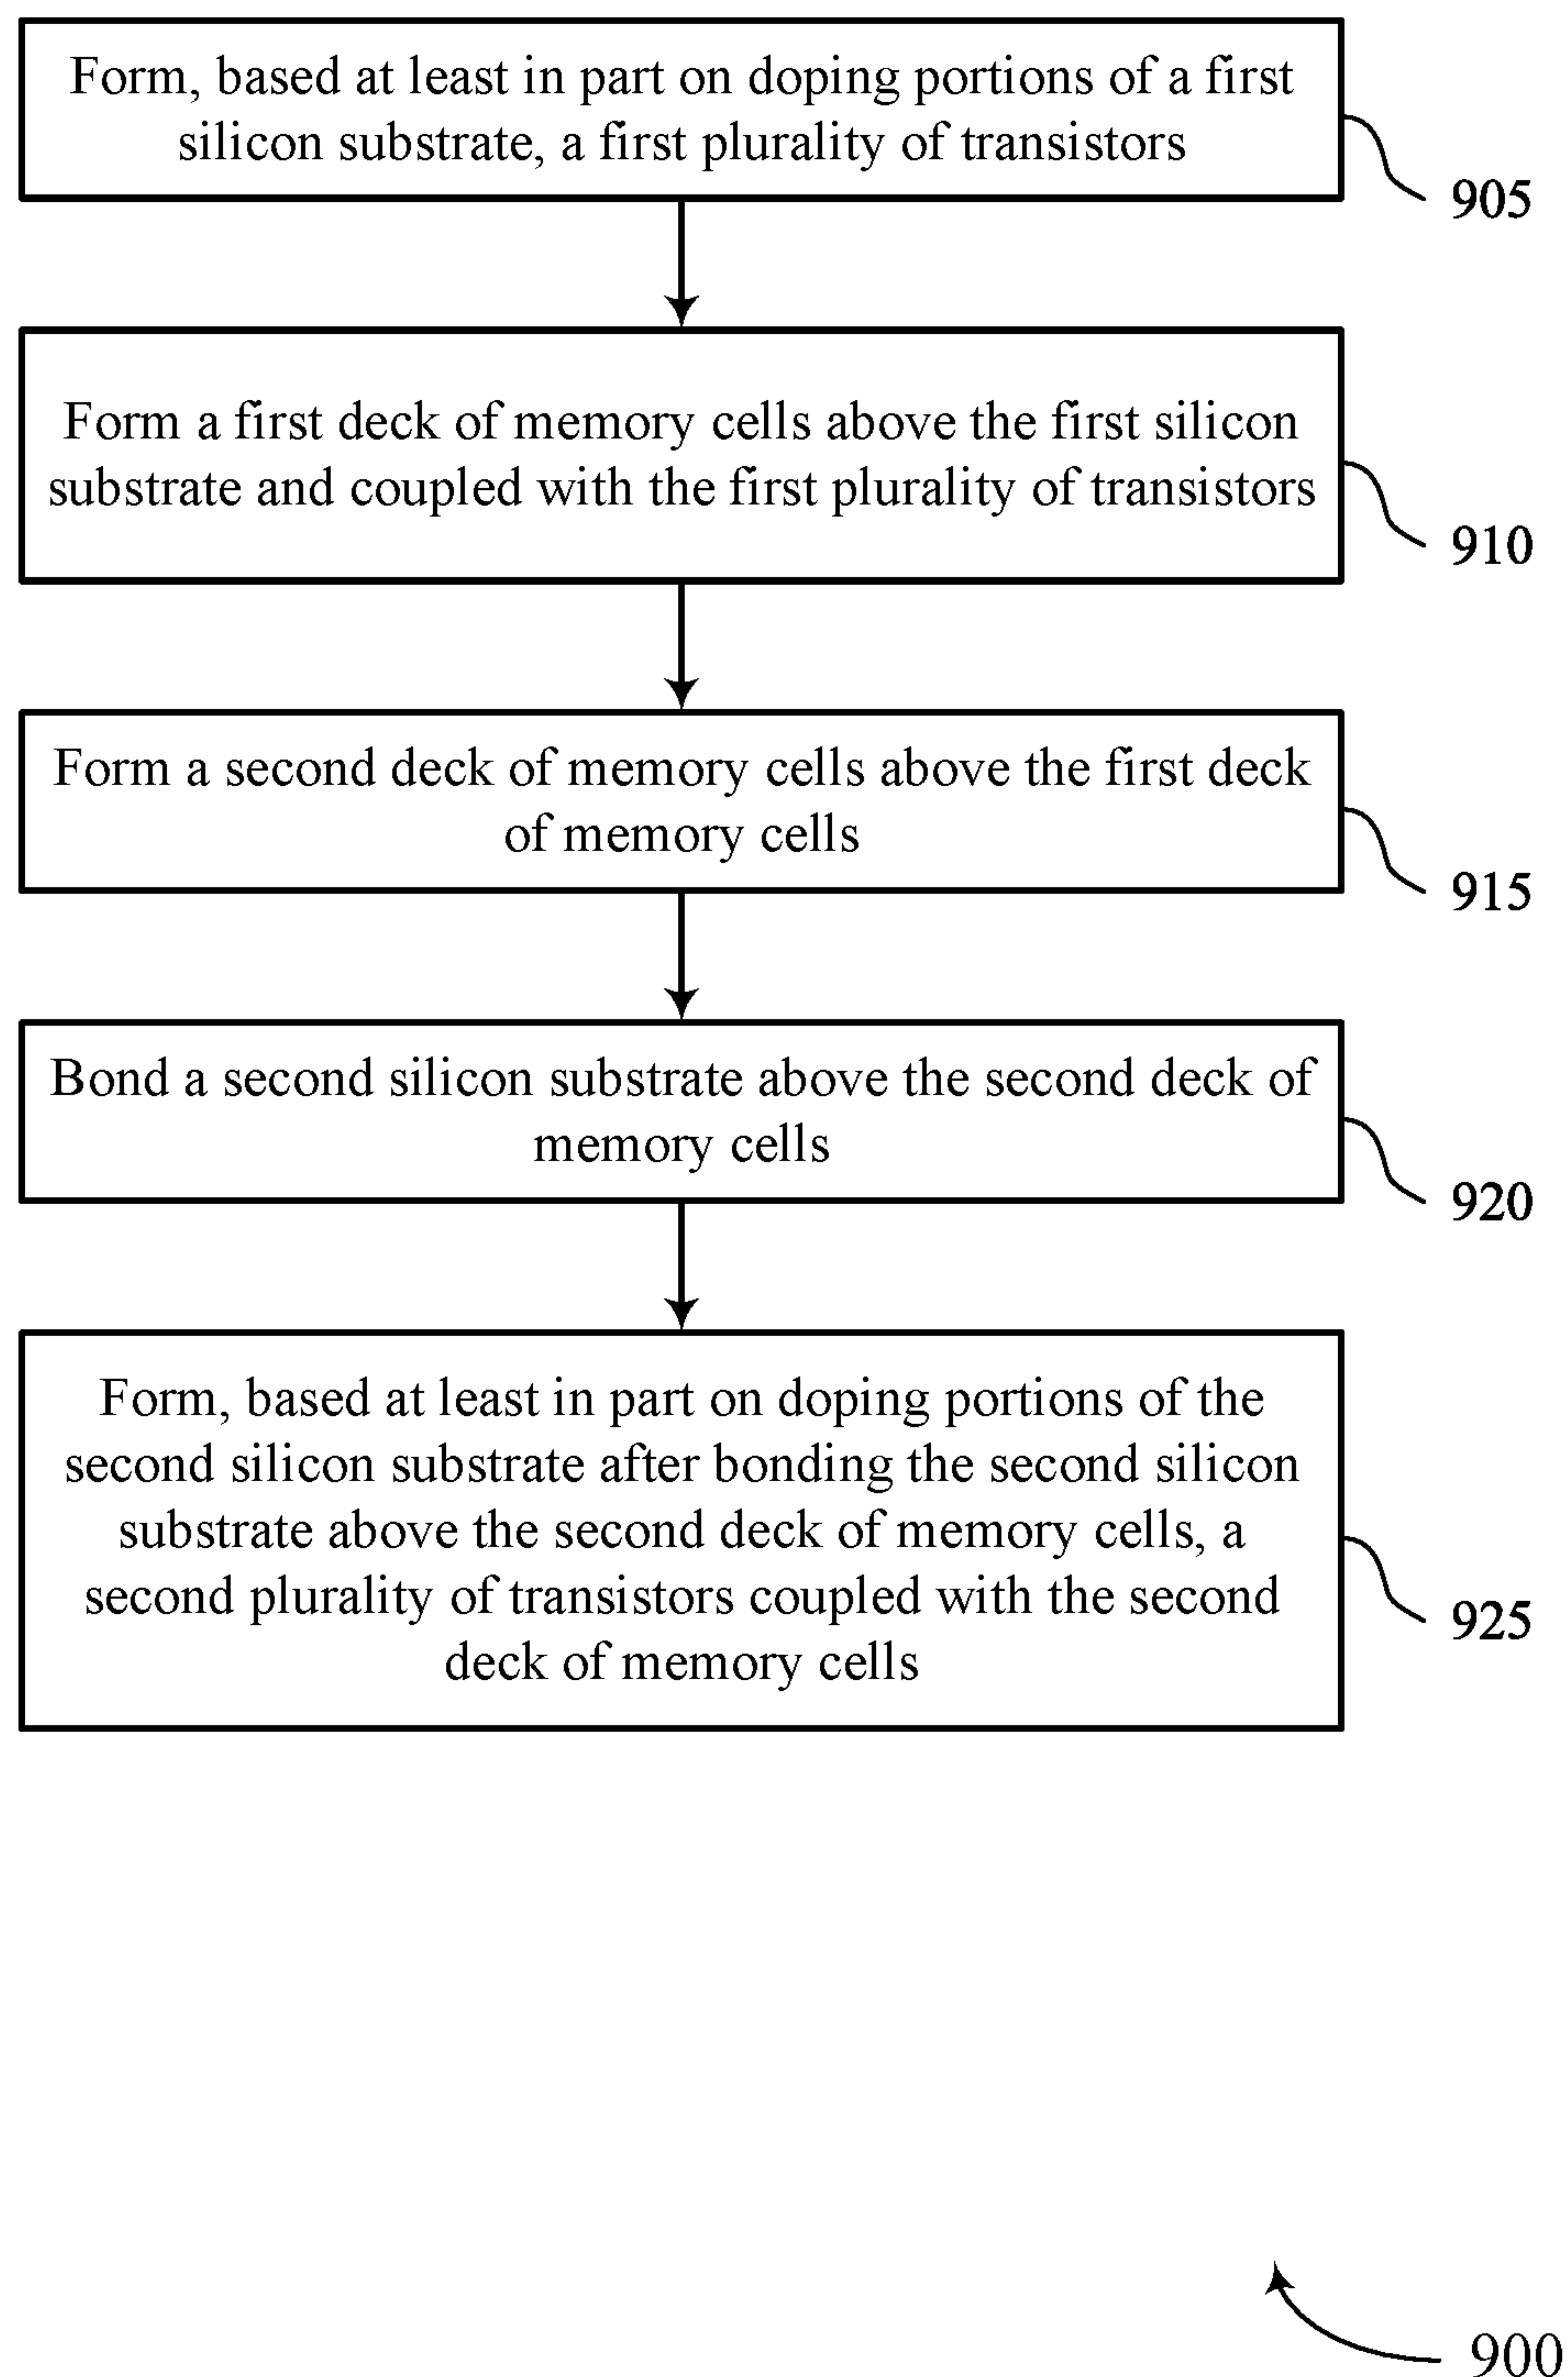 Form, based at least in part on doping portions of a first
silicon substrate, a first plurality of transistors
905
Form a first deck of memory cells above the first silicon
substrate and coupled with the first plurality of transistors
910
Form a second deck of memory cells above the first deck
of memory cells
915
Bond a second silicon substrate above the second deck of
memory cells
920
Form, based at least in part on doping portions of the
second silicon substrate after bonding the second silicon
substrate above the second deck of memory cells, a
second plurality of transistors coupled with the second
deck of memory cells
925
900